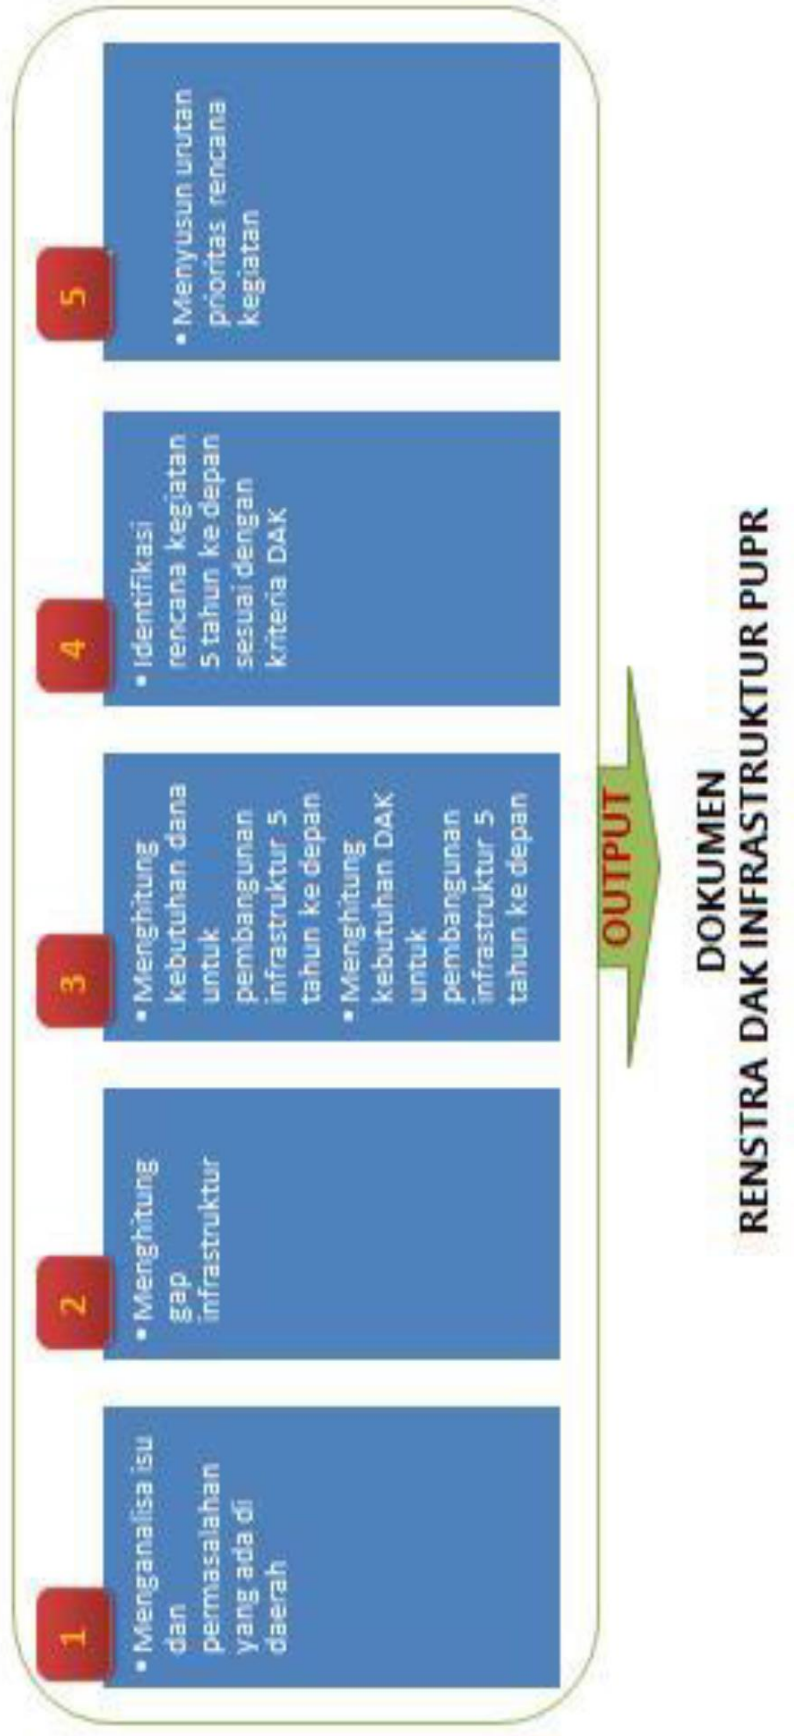 1
• Menganalisa isu
dan
permasalahan
yang ada di
daerah
2
• Menghitung
gap
infrastruktur
3
• Menghitung
kebutuhan dana
untuk
pembangunan
infrastruktur 5
tahun ke depan
• Menghitung
kebutuhan DAK
untuk
pembangunan
infrastruktur 5
tahun ke depan
4
• Identifikasi
rencana kegiatan
5 tahun ke depan
sesuai dengan
kriteria DAK
5
• Menyusun urutan
prioritas rencana
kegiatan
OUTPUT
DOKUMEN
RENSTRA DAK INFRASTRUKTUR PUPR